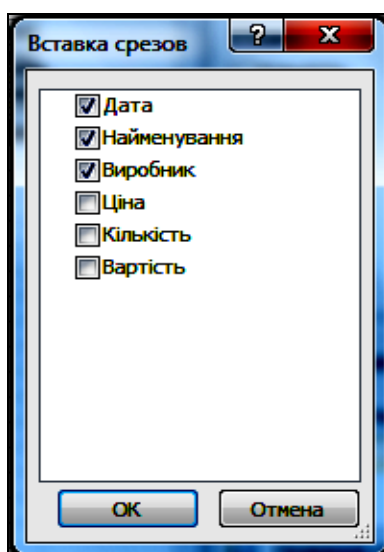 Вставка срезов
Дата
Найменування
Виробник
Ціна
Кількість
Вартість
ОК
Отмена